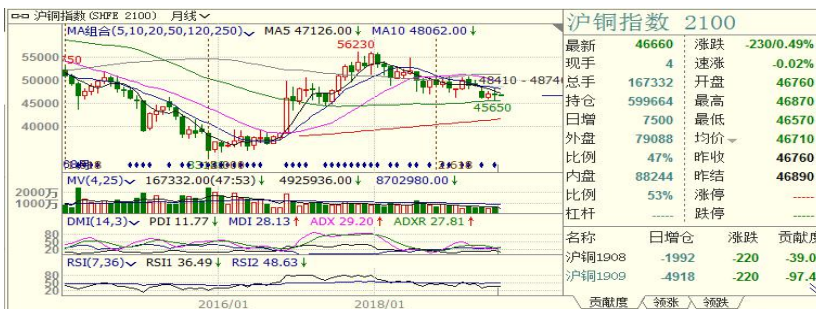 沪铜指数(SHFE 2100) 月线
MA组合(5,10,20,50,120,250) MA5 47126.00↓ MA10 48062.00↓
56230
55000
50000
48410 - 4874
45000
45650
40000
MV(4,25) 167332.00(47:53)↓ 4925936.00↓ 8702980.00↓
2000万
1000万
DMI(14,3) PDI 11.77↓ MDI 28.13↑ ADX 29.20↑ ADXR 27.81↑
80
50
20
RSI(7,36) RSI1 36.49↓ RSI2 48.63↓
80
50
20
2016/01 2018/01
沪铜指数 2100
最新 46660 涨跌 -230/0.49%
现手 4 速涨 -0.02%
总手 167332 开盘 46760
持仓 599664 最高 46870
日增 7500 最低 46570
外盘 79088 均价 46710
比例 47% 昨收 46760
内盘 88244 昨结 46890
比例 53% 涨停 -----
杠杆 ----- 跌停 -----
名称 日增仓 涨跌 贡献度
沪铜1908 -1992 -220 -39.0
沪铜1909 -4918 -220 -97.4
贡献度 领涨 领跌